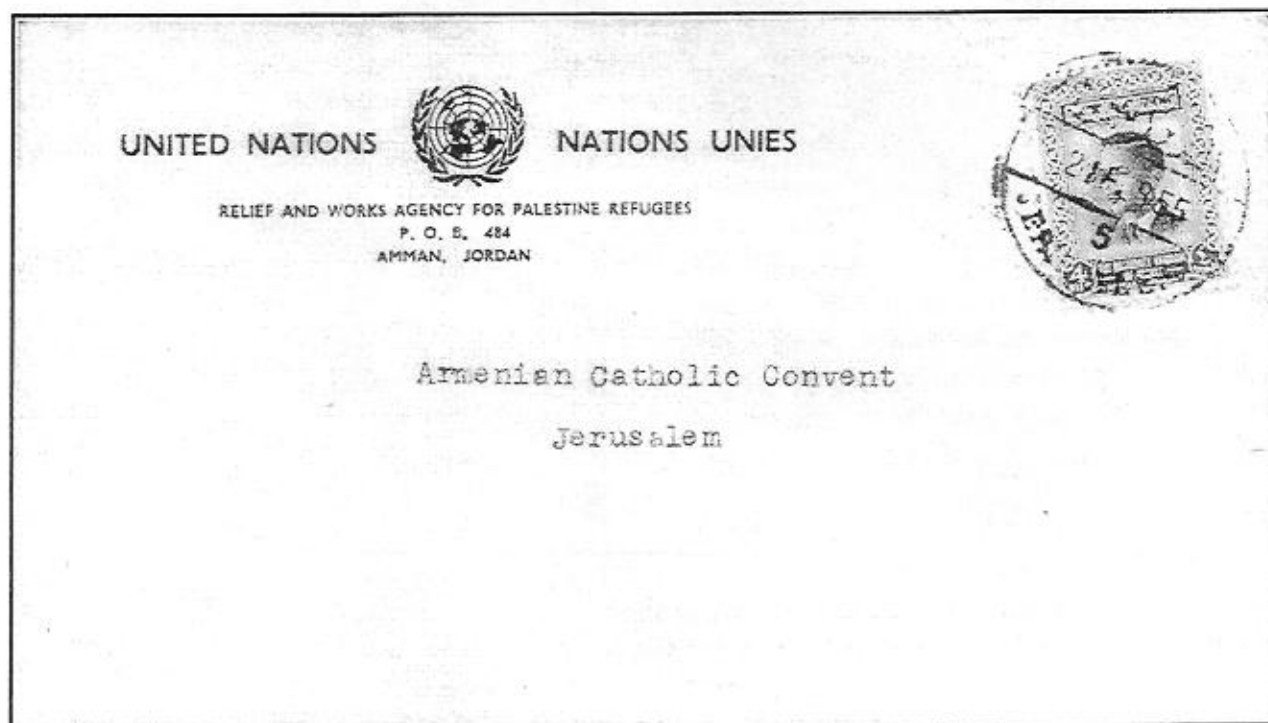 UNITED NATIONS NATIONS UNIES
RELIEF AND WORKS AGENCY FOR PALESTINE REFUGEES
P. O. B. 484
AMMAN, JORDAN
Armenian Catholic Convent
Jerusalem